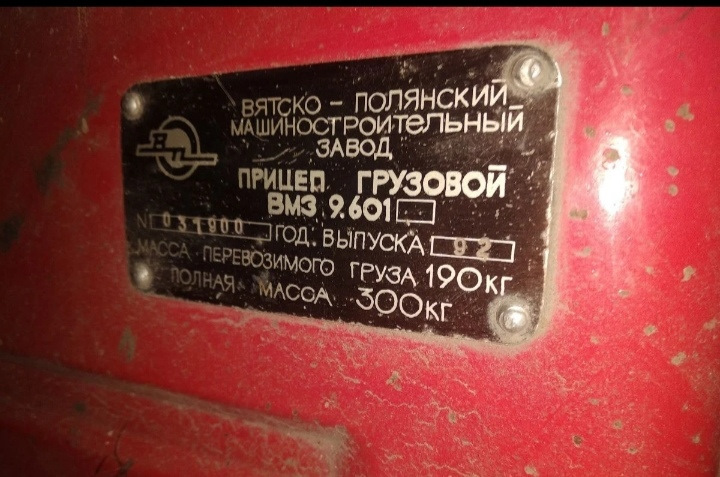 ВЯТСКО - ПОЛЯНСКИЙ
МАШИНОСТРОИТЕЛЬНЫЙ
ЗАВОД
ВП
ПРИЦЕП ГРУЗОВОЙ
ВМЗ 9.601
N 031900 ГОД. ВЫПУСКА 92
МАССА ПЕРЕВОЗИМОГО ГРУЗА 190КГ
ПОЛНАЯ МАССА 300КГ